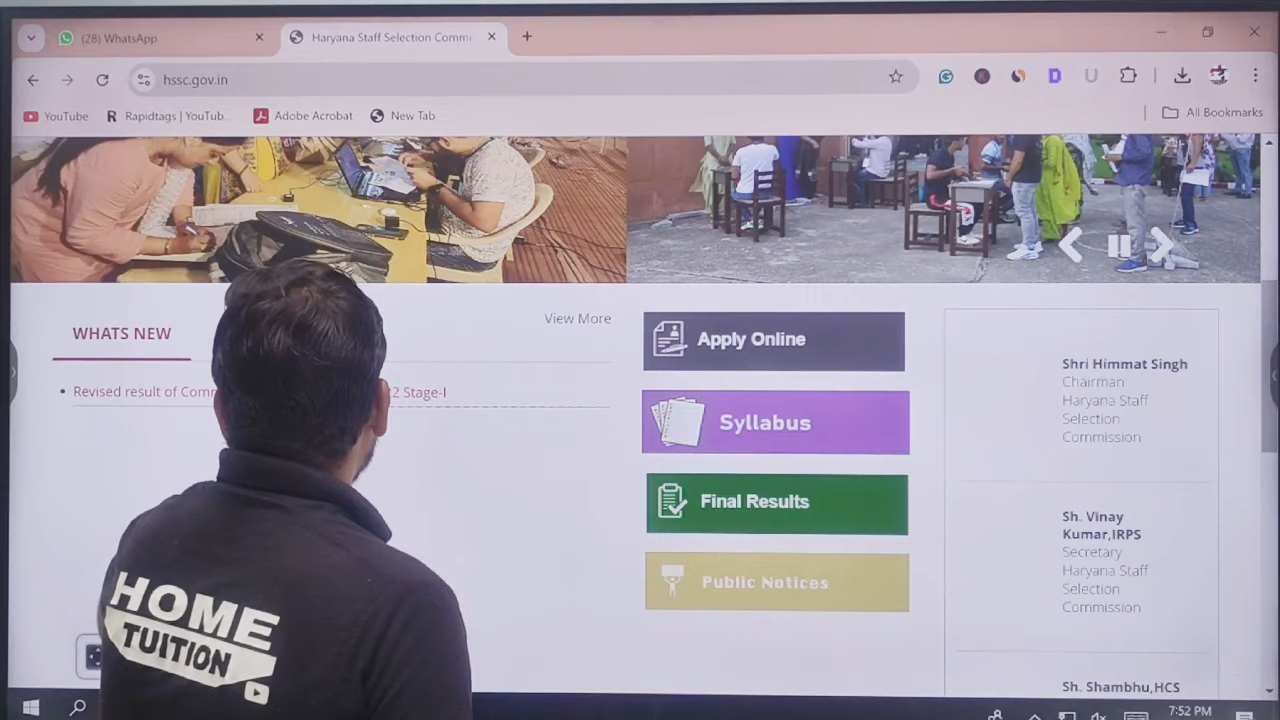 (28) WhatsApp
Haryana Staff Selection Commi
hssc.gov.in
YouTube
Rapidtags | YouTub...
Adobe Acrobat
New Tab
All Bookmarks
WHATS NEW
View More
Revised result of Com
2 Stage-I
Apply Online
Syllabus
Final Results
Public Notices
Shri Himmat Singh
Chairman
Haryana Staff
Selection
Commission
Sh. Vinay
Kumar,IRPS
Secretary
Haryana Staff
Selection
Commission
Sh. Shambhu,HCS
HOME
TUITION
7:52 PM